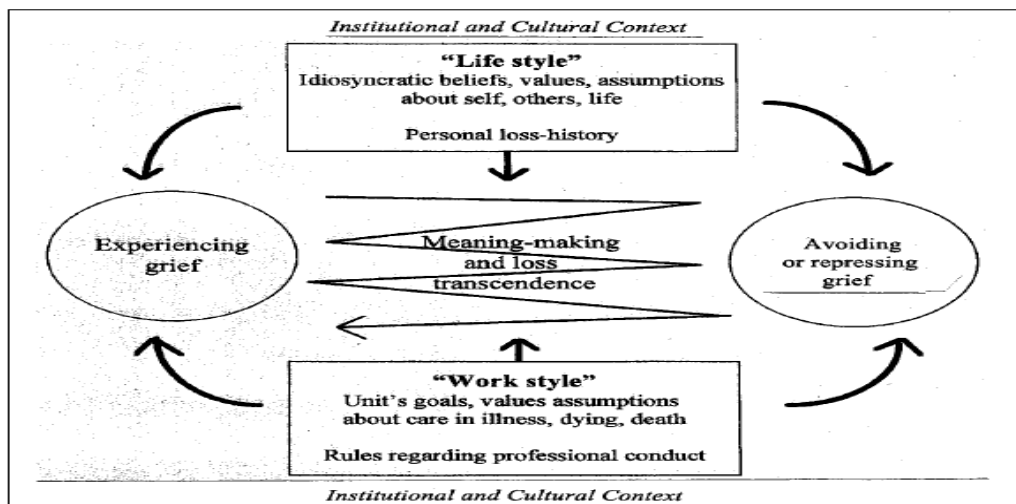 Institutional and Cultural Context
“Life style”
Idiosyncratic beliefs, values, assumptions
about self, others, life
Personal loss-history
Experiencing
grief
Meaning-making
and loss
transcendence
Avoiding
or repressing
grief
“Work style”
Unit’s goals, values assumptions
about care in illness, dying, death
Rules regarding professional conduct
Institutional and Cultural Context